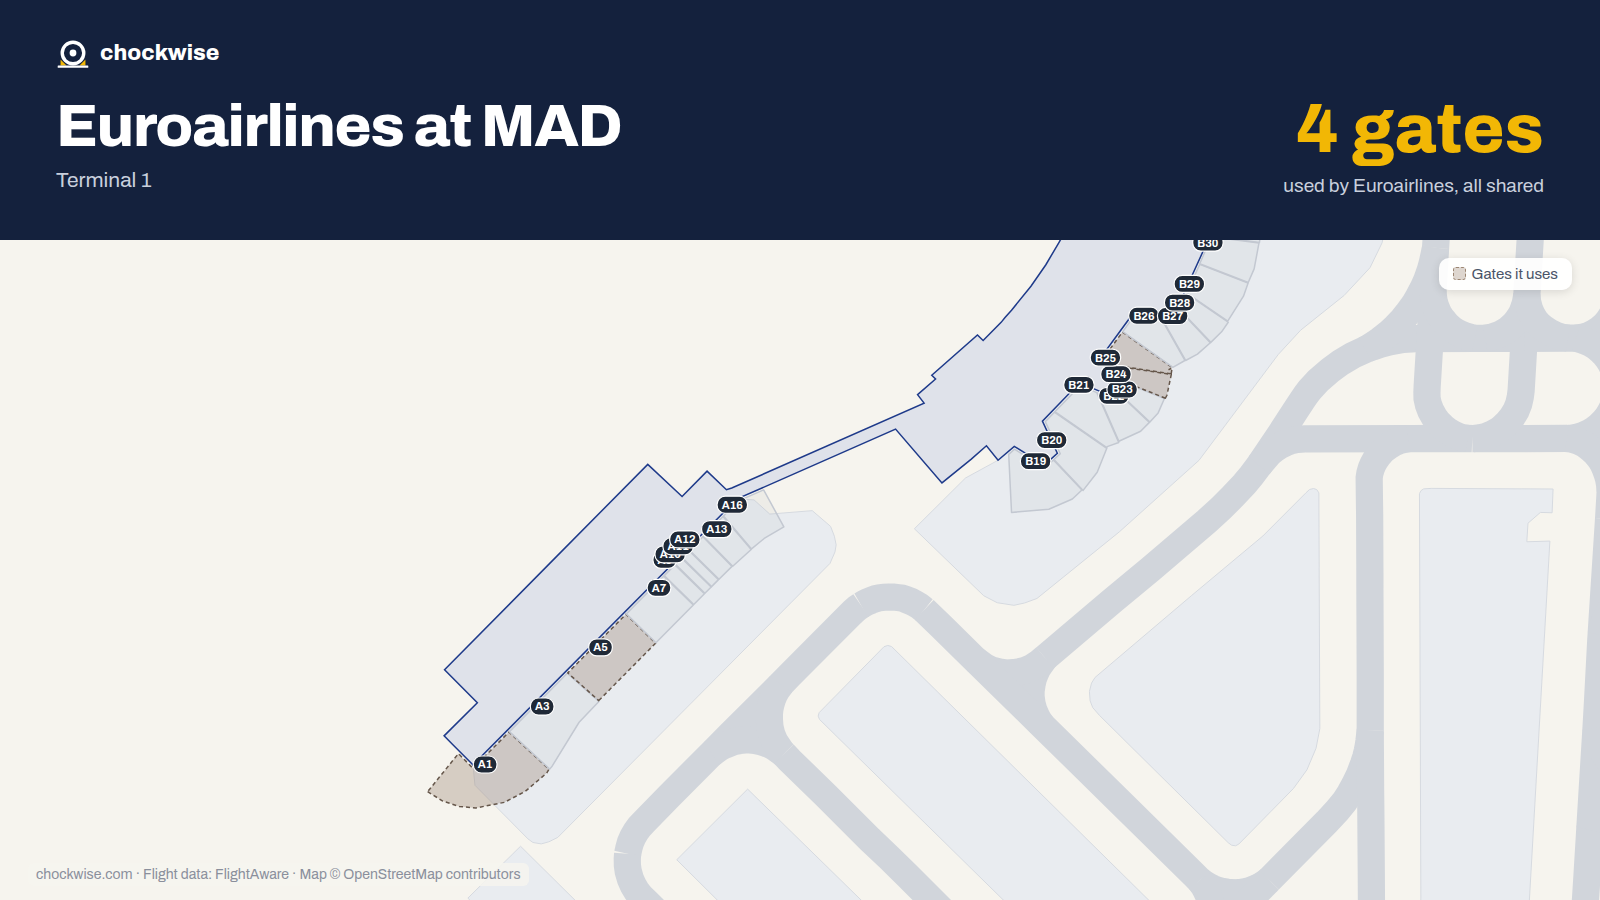 chockwise
Euroairlines at MAD
Terminal 1
4 gates
used by Euroairlines, all shared
Gates it uses
B30
B29
B28
B26
B27
B25
B24
B21
B23
B20
B19
A16
A13
A12
A7
A5
A3
A1
chockwise.com · Flight data: FlightAware · Map © OpenStreetMap contributors